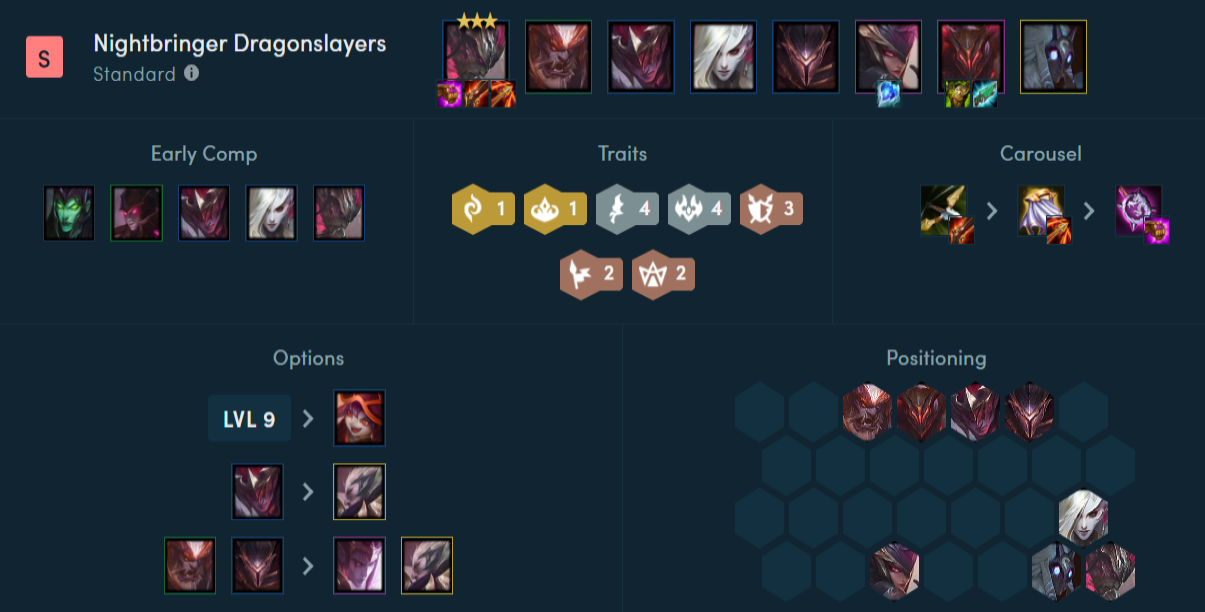 S
Nightbringer Dragonslayers
Standard
Early Comp
Traits
Carousel
1
1
4
4
3
2
2
Options
Positioning
LVL 9